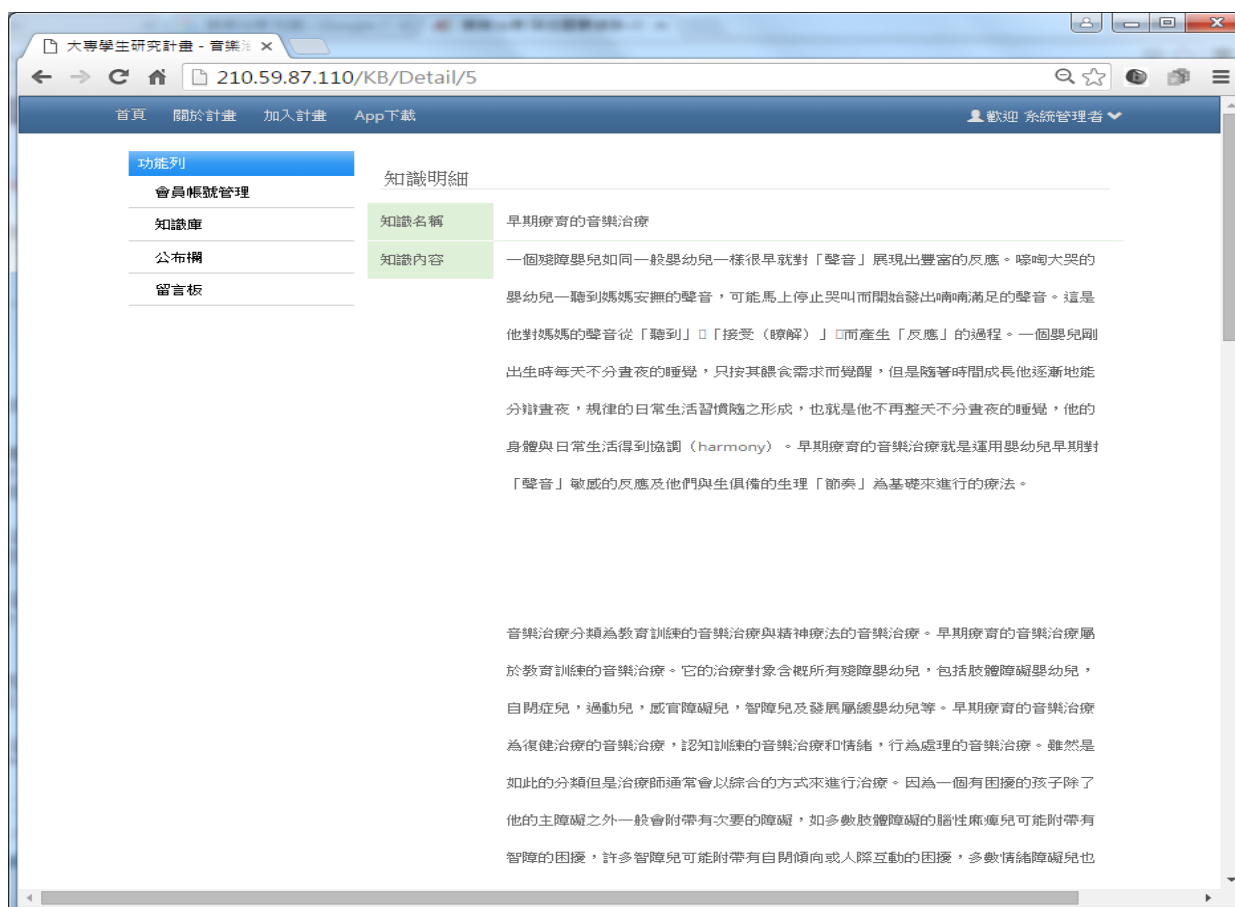 大專學生研究計畫 - 音樂治
210.59.87.110/KB/Detail/5
首頁 關於計畫 加入計畫 App下載 歡迎 系統管理者
功能列
會員帳號管理
知識庫
公布欄
留言板
知識明細
知識名稱 早期療育的音樂治療
知識內容 一個殘障嬰兒如同一般嬰幼兒一樣很早就對「聲音」展現出豐富的反應。嚎啕大哭的
嬰幼兒一聽到媽媽安撫的聲音，可能馬上停止哭叫而開始發出喃喃滿足的聲音。這是
他對媽媽的聲音從「聽到」「接受（瞭解）」而產生「反應」的過程。一個嬰兒剛
出生時每天不分晝夜的睡覺，只按其餵食需求而覺醒，但是隨著時間成長他逐漸地能
分辯晝夜，規律的日常生活習慣隨之形成，也就是他不再整天不分晝夜的睡覺，他的
身體與日常生活得到協調（harmony）。早期療育的音樂治療就是運用嬰幼兒早期對
「聲音」敏感的反應及他們與生俱備的生理「節奏」為基礎來進行的療法。
音樂治療分類為教育訓練的音樂治療與精神療法的音樂治療。早期療育的音樂治療屬
於教育訓練的音樂治療。它的治療對象含概所有殘障嬰幼兒，包括肢體障礙嬰幼兒，
自閉症兒，過動兒，感官障礙兒，智障兒及發展屬緩嬰幼兒等。早期療育的音樂治療
為復健治療的音樂治療，認知訓練的音樂治療和情緒，行為處理的音樂治療。雖然是
如此的分類但是治療師通常會以綜合的方式來進行治療。因為一個有困擾的孩子除了
他的主障礙之外一般會附帶有次要的障礙，如多數肢體障礙的腦性麻痺兒可能附帶有
智障的困擾，許多智障兒可能附帶有自閉傾向或人際互動的困擾，多數情緒障礙兒也